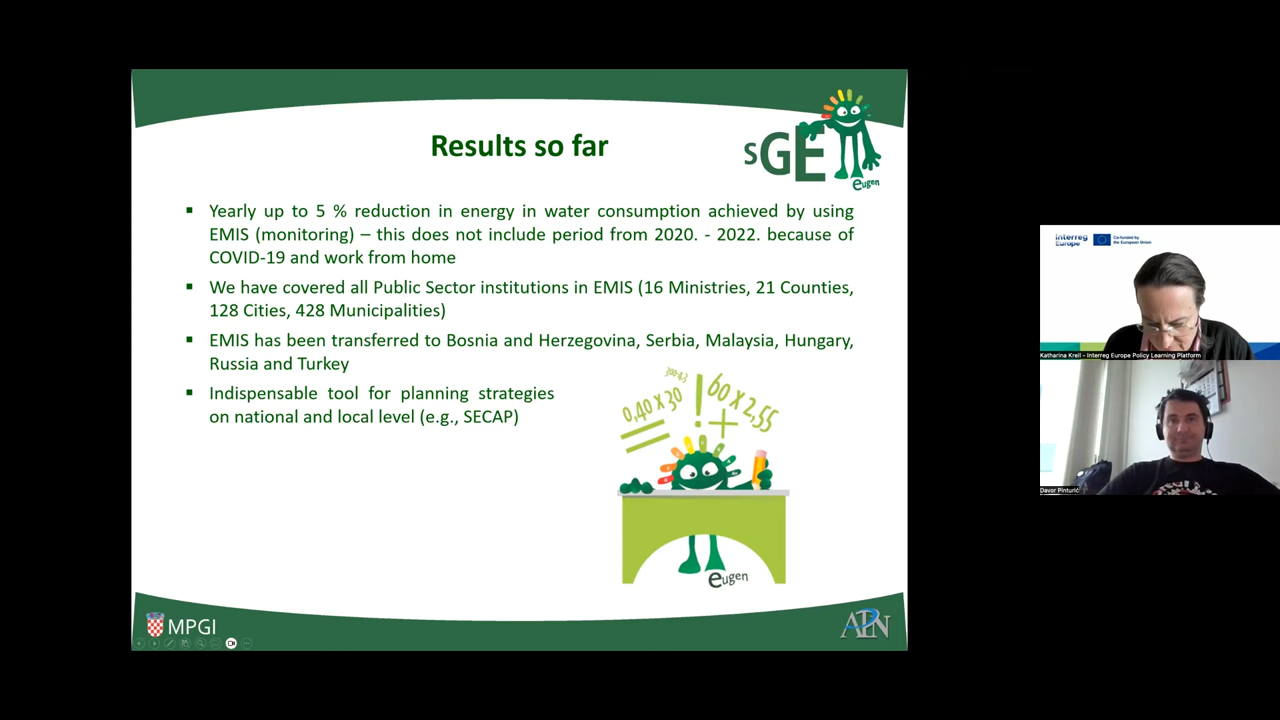 Results so far
sGE
eugen
▪ Yearly up to 5 % reduction in energy in water consumption achieved by using
EMIS (monitoring) – this does not include period from 2020. - 2022. because of
COVID-19 and work from home
▪ We have covered all Public Sector institutions in EMIS (16 Ministries, 21 Counties,
128 Cities, 428 Municipalities)
▪ EMIS has been transferred to Bosnia and Herzegovina, Serbia, Malaysia, Hungary,
Russia and Turkey
▪ Indispensable tool for planning strategies
on national and local level (e.g., SECAP)
0,40 x 30
!
60 x 2,55
=
+
eugen
MPGI
APN
Interreg
Europe
Co-funded by
the European Union
Katharina Krell - Interreg Europe Policy Learning Platform
Davor Pinturić